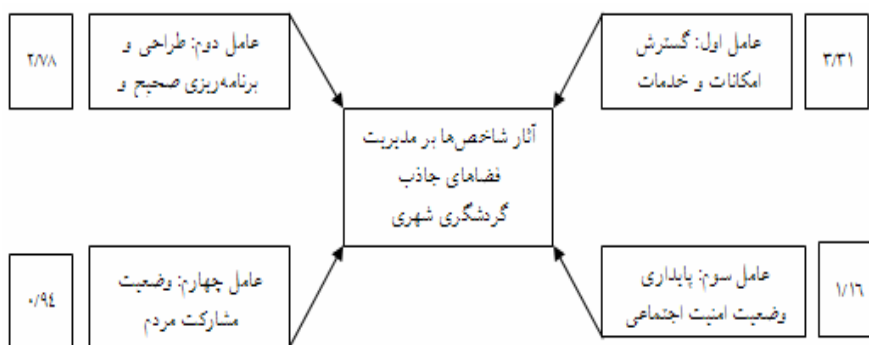 عامل اول: گسترش
امکانات و خدمات
۳/۳۱
عامل دوم: طراحی و
برنامه‌ریزی صحیح و
۲/۷۸
آثار شاخص‌ها بر مدیریت
فضاهای جاذب
گردشگری شهری
عامل سوم: پایداری
وضعیت امنیت اجتماعی
۱/۱۶
عامل چهارم: وضعیت
مشارکت مردم
۰/۹٤